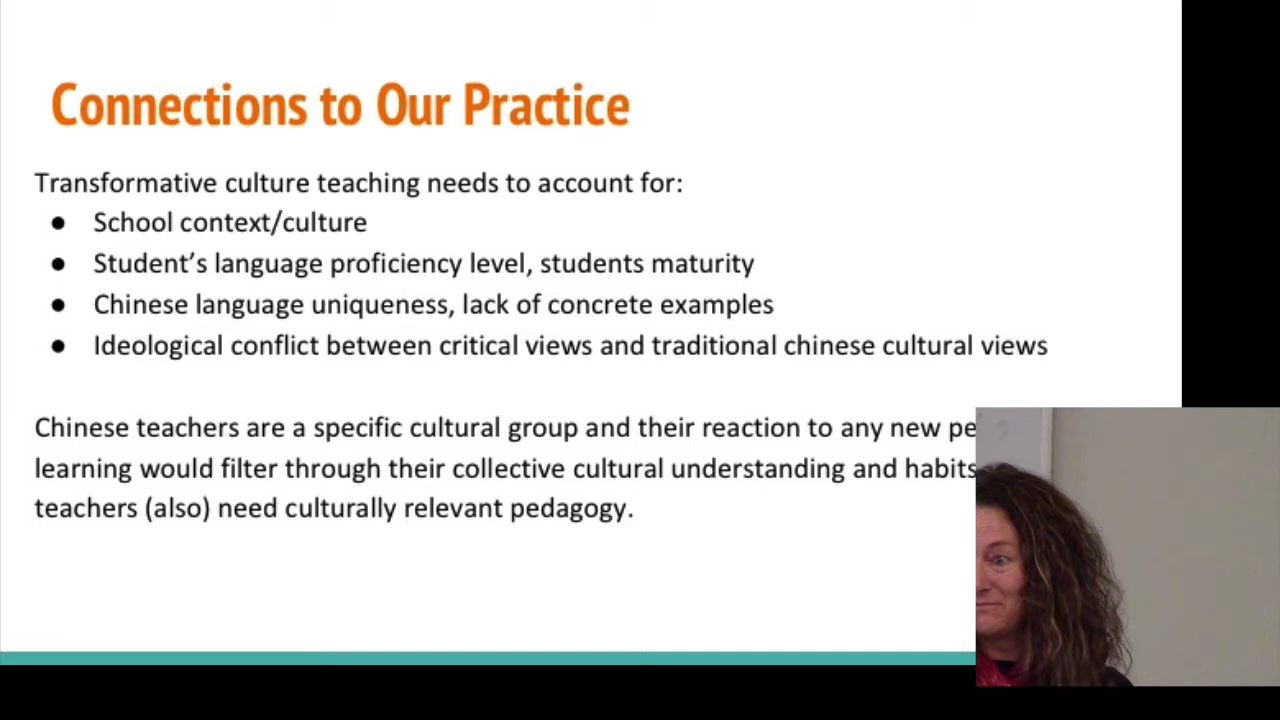 Connections to Our Practice
Transformative culture teaching needs to account for:
● School context/culture
● Student’s language proficiency level, students maturity
● Chinese language uniqueness, lack of concrete examples
● Ideological conflict between critical views and traditional chinese cultural views
Chinese teachers are a specific cultural group and their reaction to any new
learning would filter through their collective cultural understanding and habits
teachers (also) need culturally relevant pedagogy.